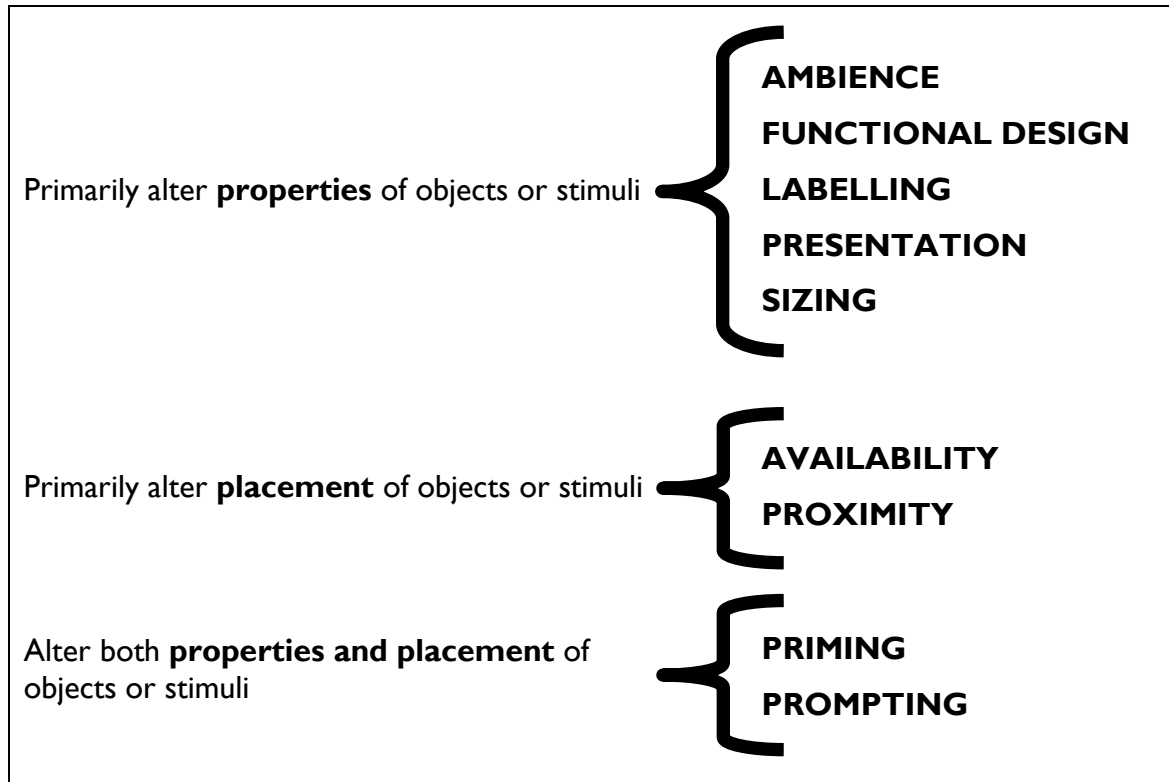 Primarily alter properties of objects or stimuli
AMBIENCE
FUNCTIONAL DESIGN
LABELLING
PRESENTATION
SIZING
Primarily alter placement of objects or stimuli
AVAILABILITY
PROXIMITY
Alter both properties and placement of
objects or stimuli
PRIMING
PROMPTING